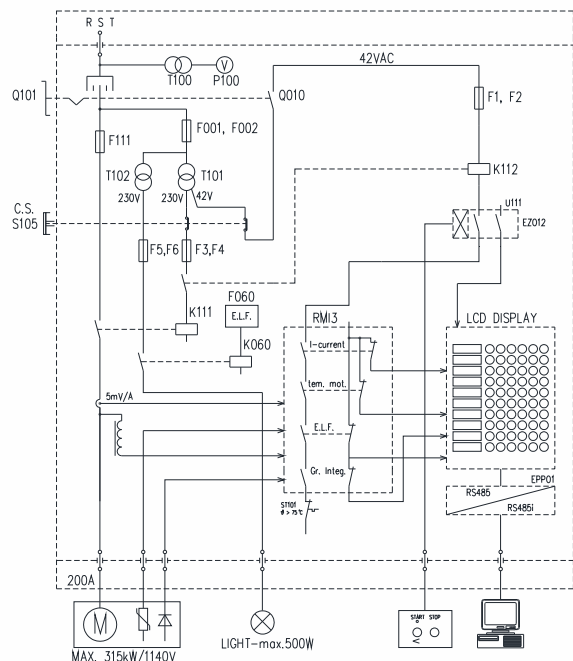 R S T
42VAC
T100
P100
V
Q101
Q010
F1, F2
F111
F001, F002
T102
T101
K112
230V
230V
42V
C.S.
S105
U111
EZ012
F5,F6
F3,F4
F060
E.L.F.
K111
K060
RMI3
LCD DISPLAY
I-current
5mV/A
tem. mot.
E.L.F.
Gr. Integ.
EPP01
RS485
RS485i
ST101
ϑ > 75°C
200A
M
START STOP
MAX. 315kW/1140V
LIGHT-max.500W